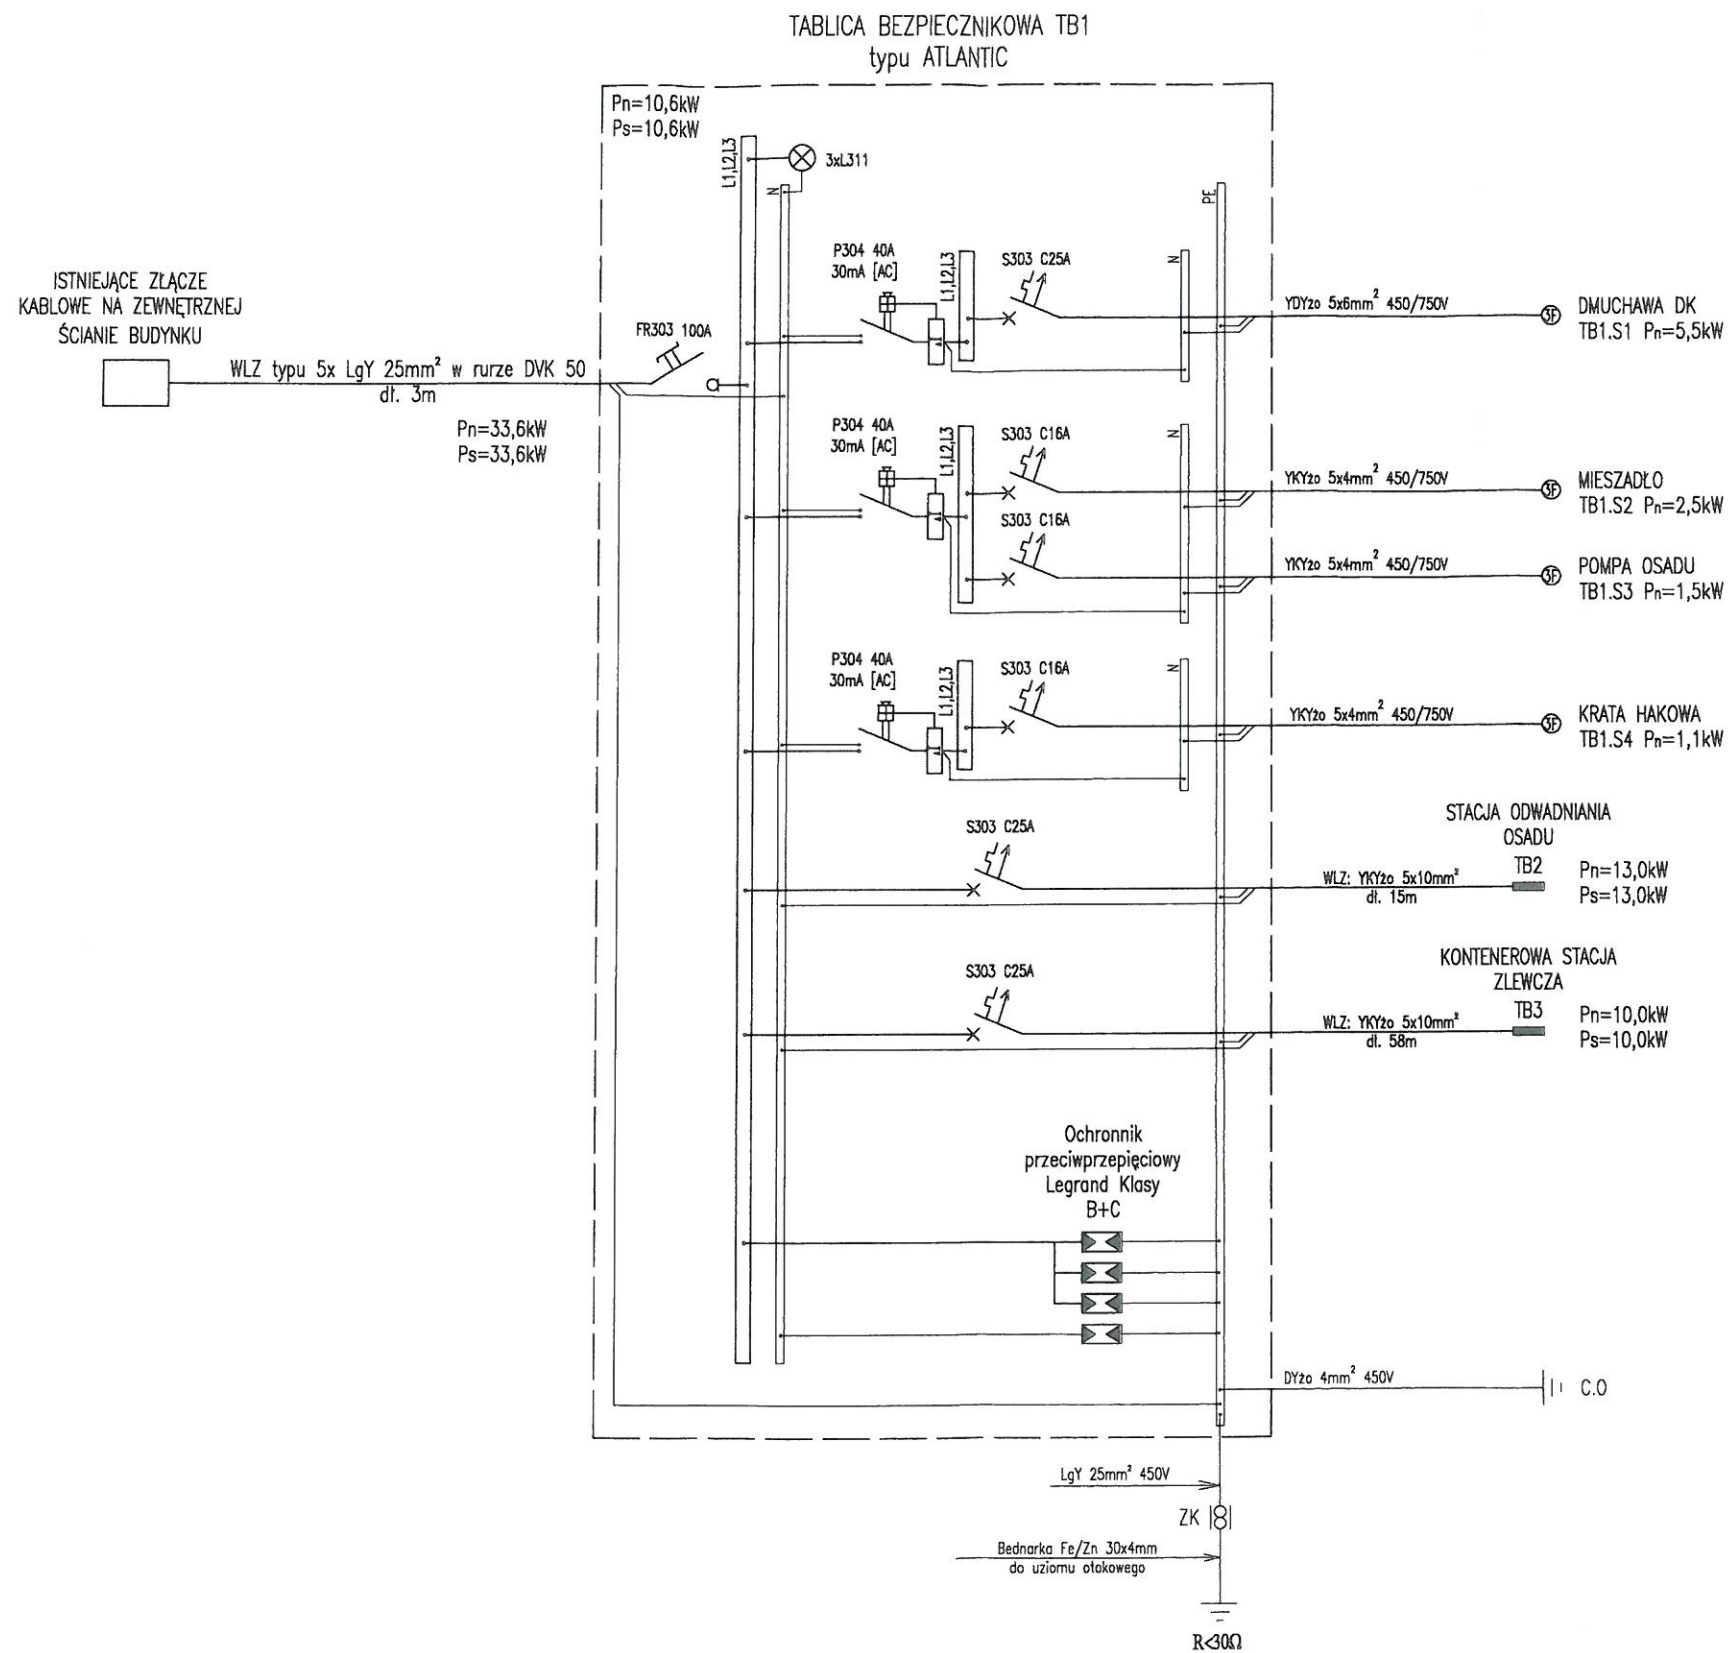 TABLICA BEZPIECZNIKOWA TB1
typu ATLANTIC
Pn=10,6kW
Ps=10,6kW
L1,L2,L3
3xL311
N
PE
ISTNIEJĄCE ZŁĄCZE
KABLOWE NA ZEWNĘTRZNEJ
ŚCIANIE BUDYNKU
WLZ typu 5x LgY 25mm² w rurze DVK 50
dł. 3m
Pn=33,6kW
Ps=33,6kW
FR303 100A
P304 40A
30mA [AC]
L1,L2,L3
S303 C25A
N
YDYżo 5x6mm² 450/750V
3F
DMUCHAWA DK
TB1.S1 Pn=5,5kW
P304 40A
30mA [AC]
L1,L2,L3
S303 C16A
N
YKYżo 5x4mm² 450/750V
3F
MIESZADŁO
TB1.S2 Pn=2,5kW
S303 C16A
YKYżo 5x4mm² 450/750V
3F
POMPA OSADU
TB1.S3 Pn=1,5kW
P304 40A
30mA [AC]
L1,L2,L3
S303 C16A
N
YKYżo 5x4mm² 450/750V
3F
KRATA HAKOWA
TB1.S4 Pn=1,1kW
S303 C25A
WLZ: YKYżo 5x10mm²
dł. 15m
STACJA ODWADNIANIA
OSADU
TB2
Pn=13,0kW
Ps=13,0kW
S303 C25A
WLZ: YKYżo 5x10mm²
dł. 58m
KONTENEROWA STACJA
ZLEWCZA
TB3
Pn=10,0kW
Ps=10,0kW
Ochronnik
przeciwprzepięciowy
Legrand Klasy
B+C
DYżo 4mm² 450V
C.O
LgY 25mm² 450V
ZK
Bednarka Fe/Zn 30x4mm
do uziomu otokowego
R<30Ω